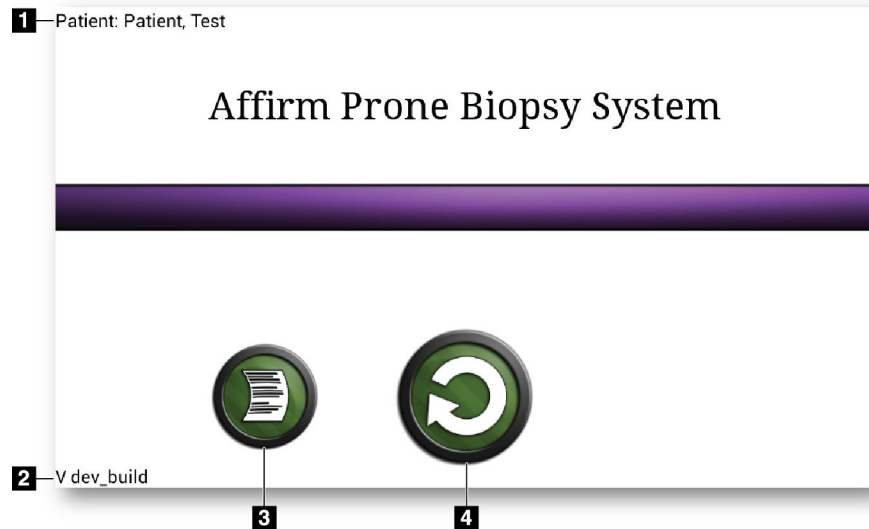 1 Patient: Patient, Test
Affirm Prone Biopsy System
2 V dev_build
3 4